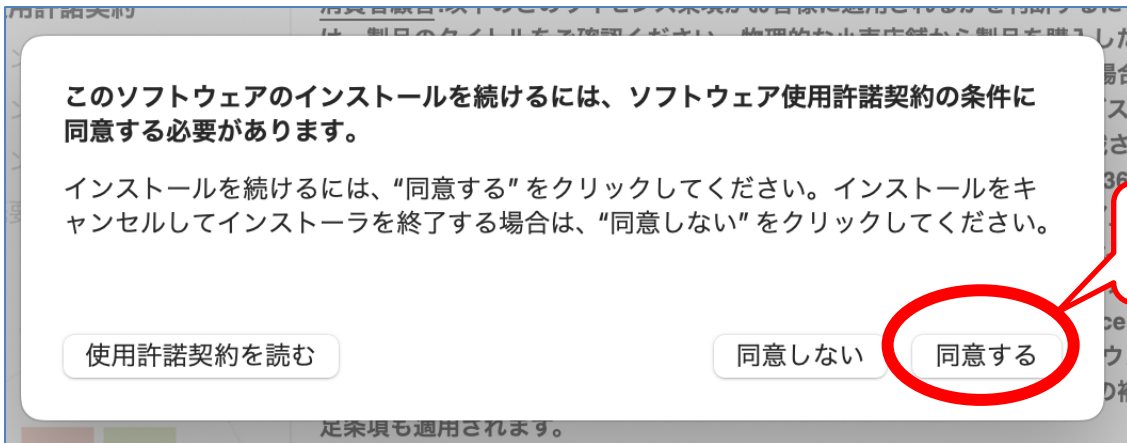 用許諾契約
このソフトウェアのインストールを続けるには、ソフトウェア使用許諾契約の条件に
同意する必要があります。
インストールを続けるには、“同意する” をクリックしてください。インストールをキ
ャンセルしてインストーラを終了する場合は、“同意しない” をクリックしてください。
使用許諾契約を読む
同意しない
同意する
足条項も適用されます。